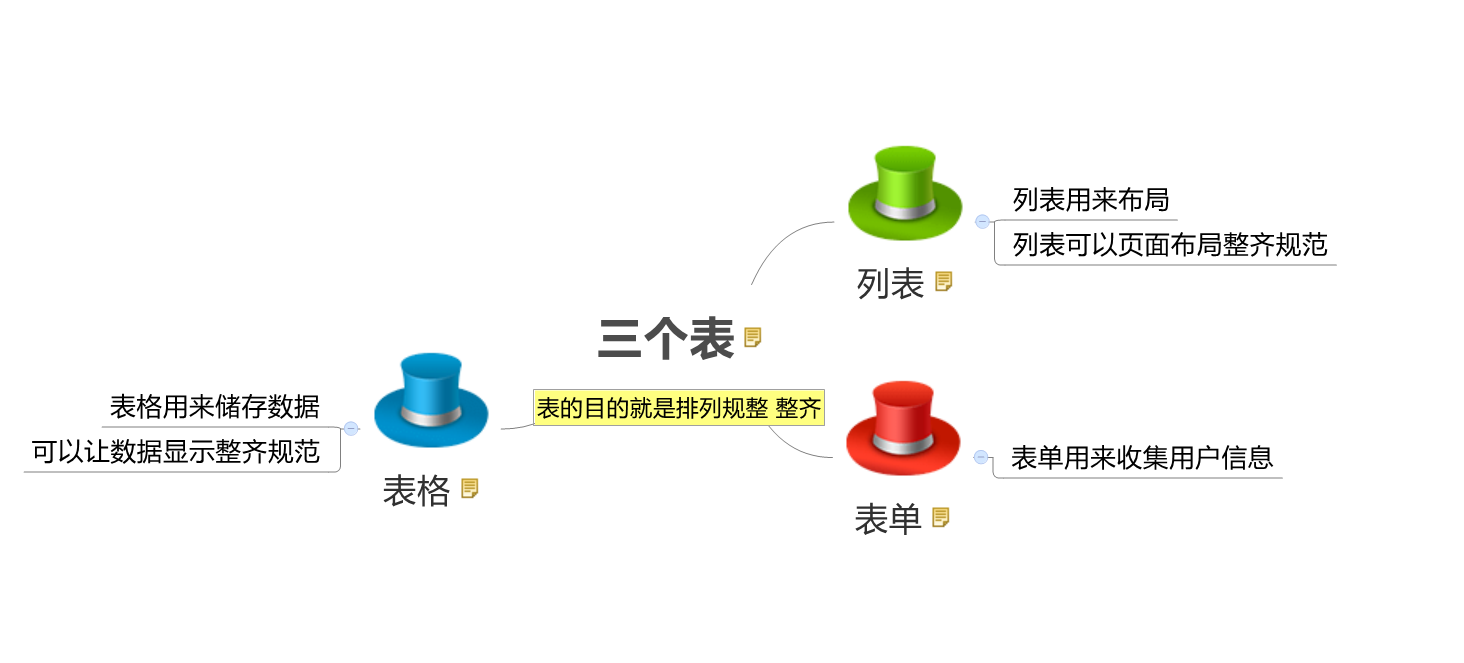 三个表
表的目的就是排列规整 整齐
列表
列表用来布局
列表可以页面布局整齐规范
表单
表单用来收集用户信息
表格
表格用来储存数据
可以让数据显示整齐规范